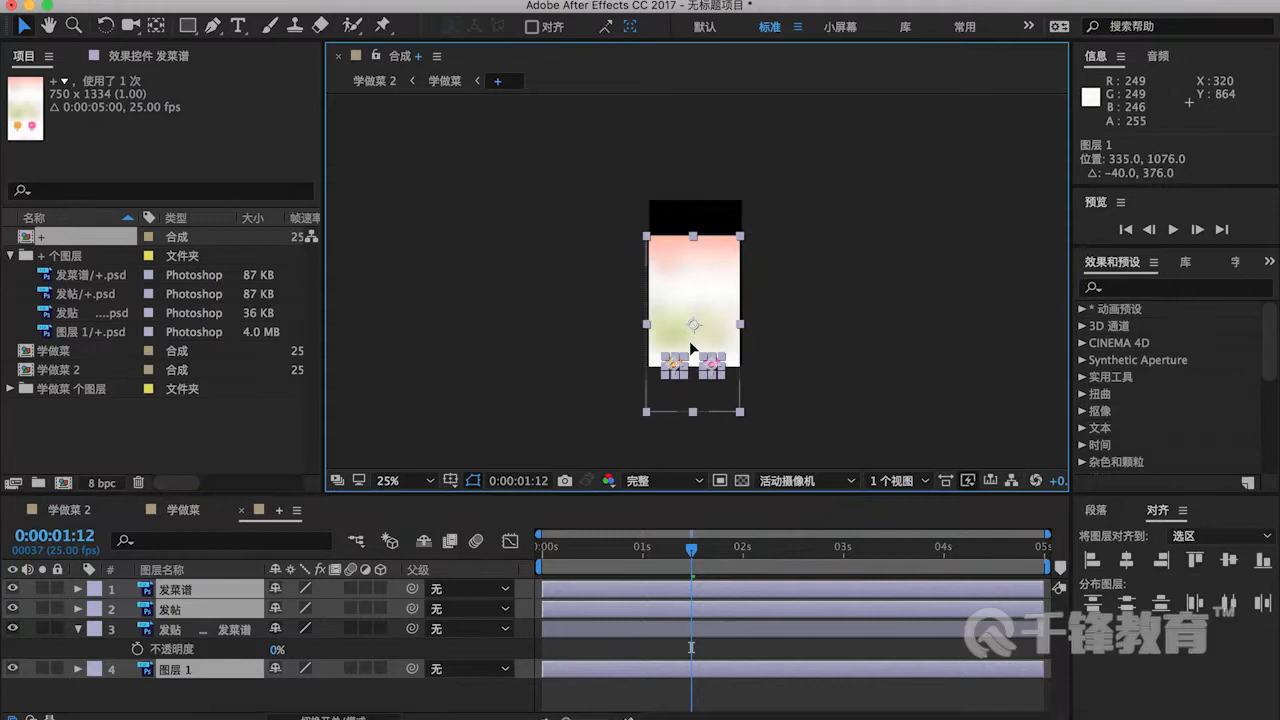 Adobe After Effects CC 2017 - 无标题项目 *
对齐
默认
标准
小屏幕
库
常用
搜索帮助
项目
效果控件 发菜谱
合成 +
信息
音频
+▼, 使用了 1 次
750 x 1334 (1.00)
Δ 0:00:05:00, 25.00 fps
学做菜 2
学做菜
+
R : 249
G : 249
B : 246
A : 255
X : 320
Y : 864
图层 1
位置: 335.0, 1076.0
Δ: -40.0, 376.0
预览
名称
类型
大小
帧速率
+
合成
25
+ 个图层
文件夹
发菜谱/+.psd
Photoshop
87 KB
发帖/+.psd
Photoshop
87 KB
发贴 ....psd
Photoshop
36 KB
图层 1/+.psd
Photoshop
4.0 MB
学做菜
合成
25
学做菜 2
合成
25
学做菜 个图层
文件夹
效果和预设
库
字
* 动画预设
3D 通道
CINEMA 4D
Synthetic Aperture
实用工具
扭曲
抠像
文本
时间
杂色和颗粒
8 bpc
25%
0:00:01:12
完整
活动摄像机
1 个视图
+0.
学做菜 2
学做菜
+
段落
对齐
0:00:01:12
00037 (25.00 fps)
:00s
01s
02s
03s
04s
05s
将图层对齐到:
选区
分布图层:
#
图层名称
父级
1
发菜谱
无
2
发帖
无
3
发贴 ... 发菜谱
无
不透明度
0%
4
图层 1
无
千锋教育™
切换开关/模式